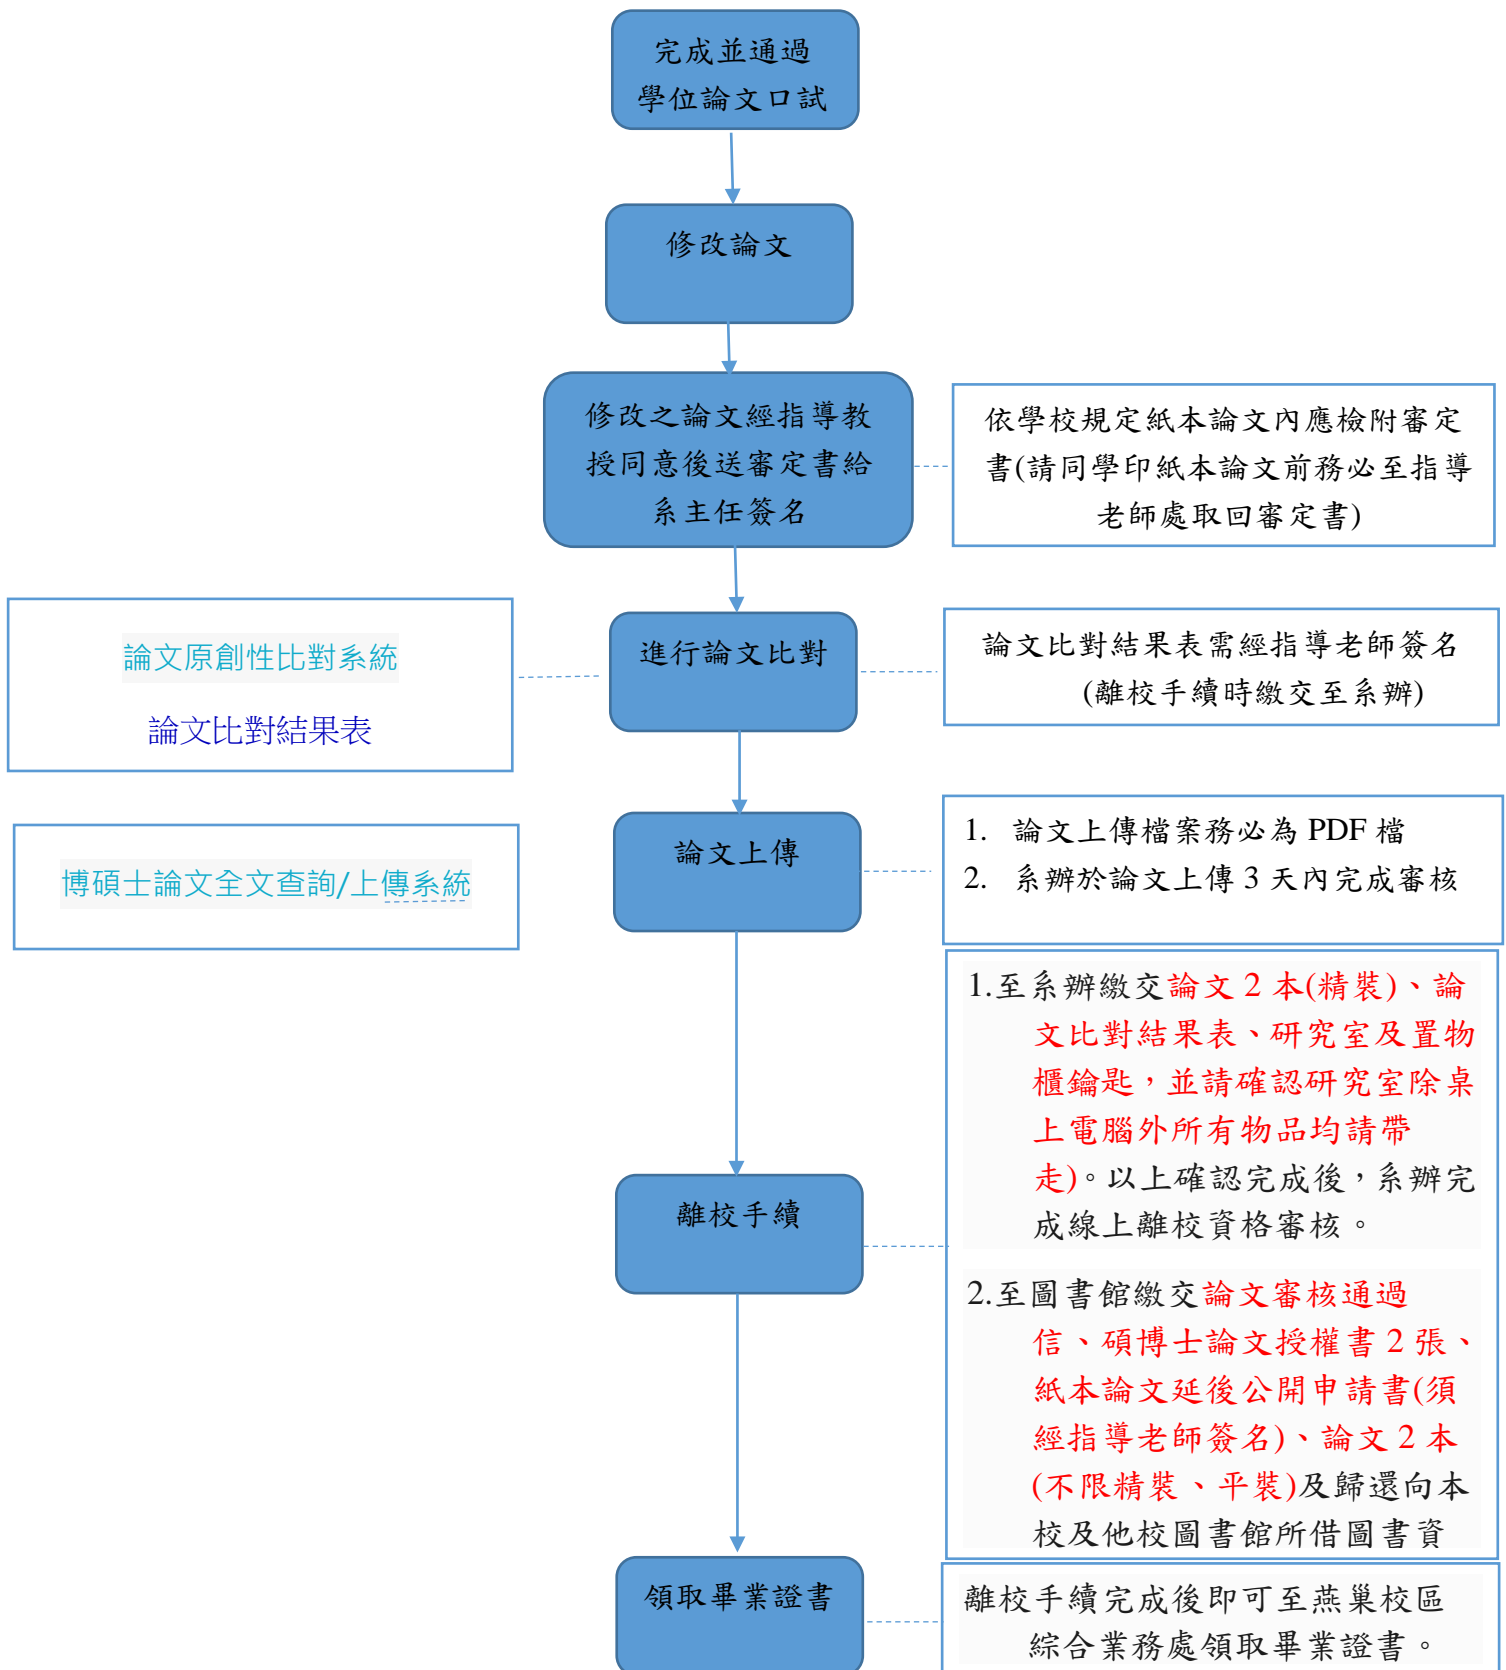 完成並通過
學位論文口試
修改論文
修改之論文經指導教
授同意後送審定書給
系主任簽名
依學校規定紙本論文內應檢附審定
書(請同學印紙本論文前務必至指導
老師處取回審定書)
論文原創性比對系統
論文比對結果表
進行論文比對
論文比對結果表需經指導老師簽名
(離校手續時繳交至系辦)
博碩士論文全文查詢/上傳系統
論文上傳
1. 論文上傳檔案務必為 PDF 檔
2. 系辦於論文上傳 3 天內完成審核
離校手續
1.至系辦繳交論文 2 本(精裝)、論
文比對結果表、研究室及置物
櫃鑰匙，並請確認研究室除桌
上電腦外所有物品均請帶
走)。以上確認完成後，系辦完
成線上離校資格審核。
2.至圖書館繳交論文審核通過
信、碩博士論文授權書 2 張、
紙本論文延後公開申請書(須
經指導老師簽名)、論文 2 本
(不限精裝、平裝)及歸還向本
校及他校圖書館所借圖書資
領取畢業證書
離校手續完成後即可至燕巢校區
綜合業務處領取畢業證書。